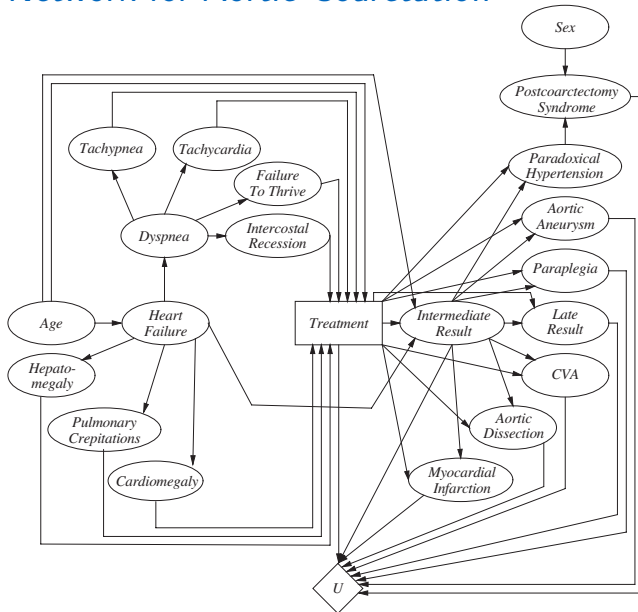 Network for Aortic Coarctation
Sex
Postcoarctectomy
Syndrome
Tachypnea
Tachycardia
Paradoxical
Hypertension
Failure
To Thrive
Aortic
Aneurysm
Dyspnea
Intercostal
Recession
Paraplegia
Age
Heart
Failure
Treatment
Intermediate
Result
Late
Result
Hepato-
megaly
CVA
Pulmonary
Crepitations
Aortic
Dissection
Cardiomegaly
Myocardial
Infarction
U